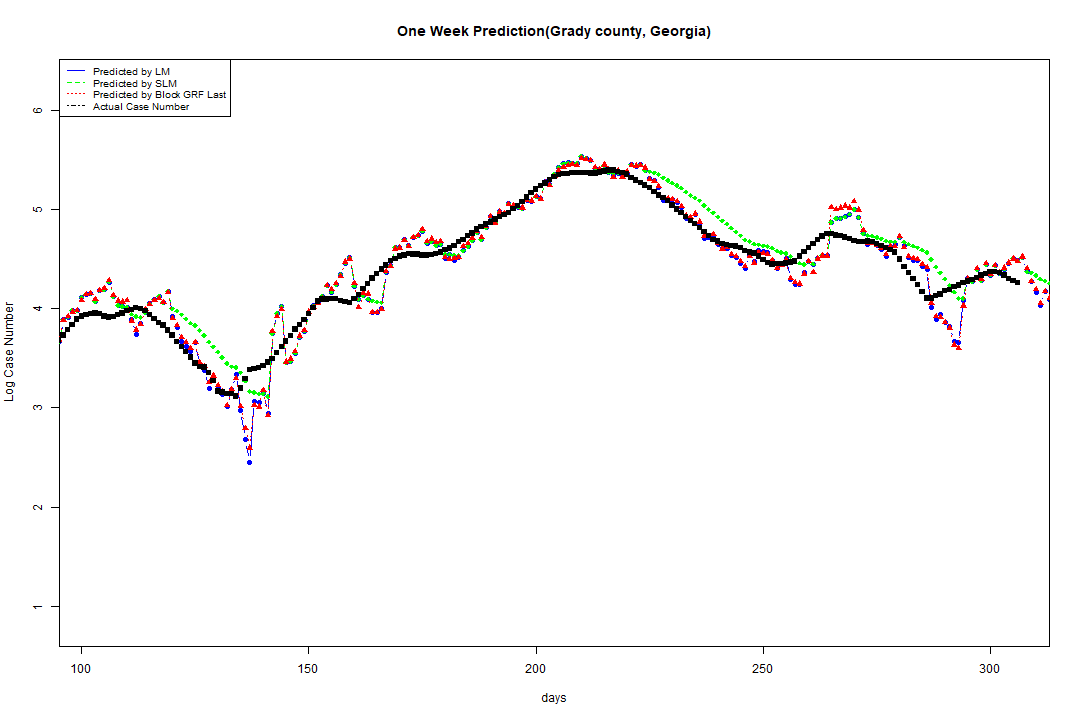 One Week Prediction(Grady county, Georgia)
Predicted by LM
Predicted by SLM
Predicted by Block GRF Last
Actual Case Number
6
5
4
3
2
1
Log Case Number
100 150 200 250 300
days